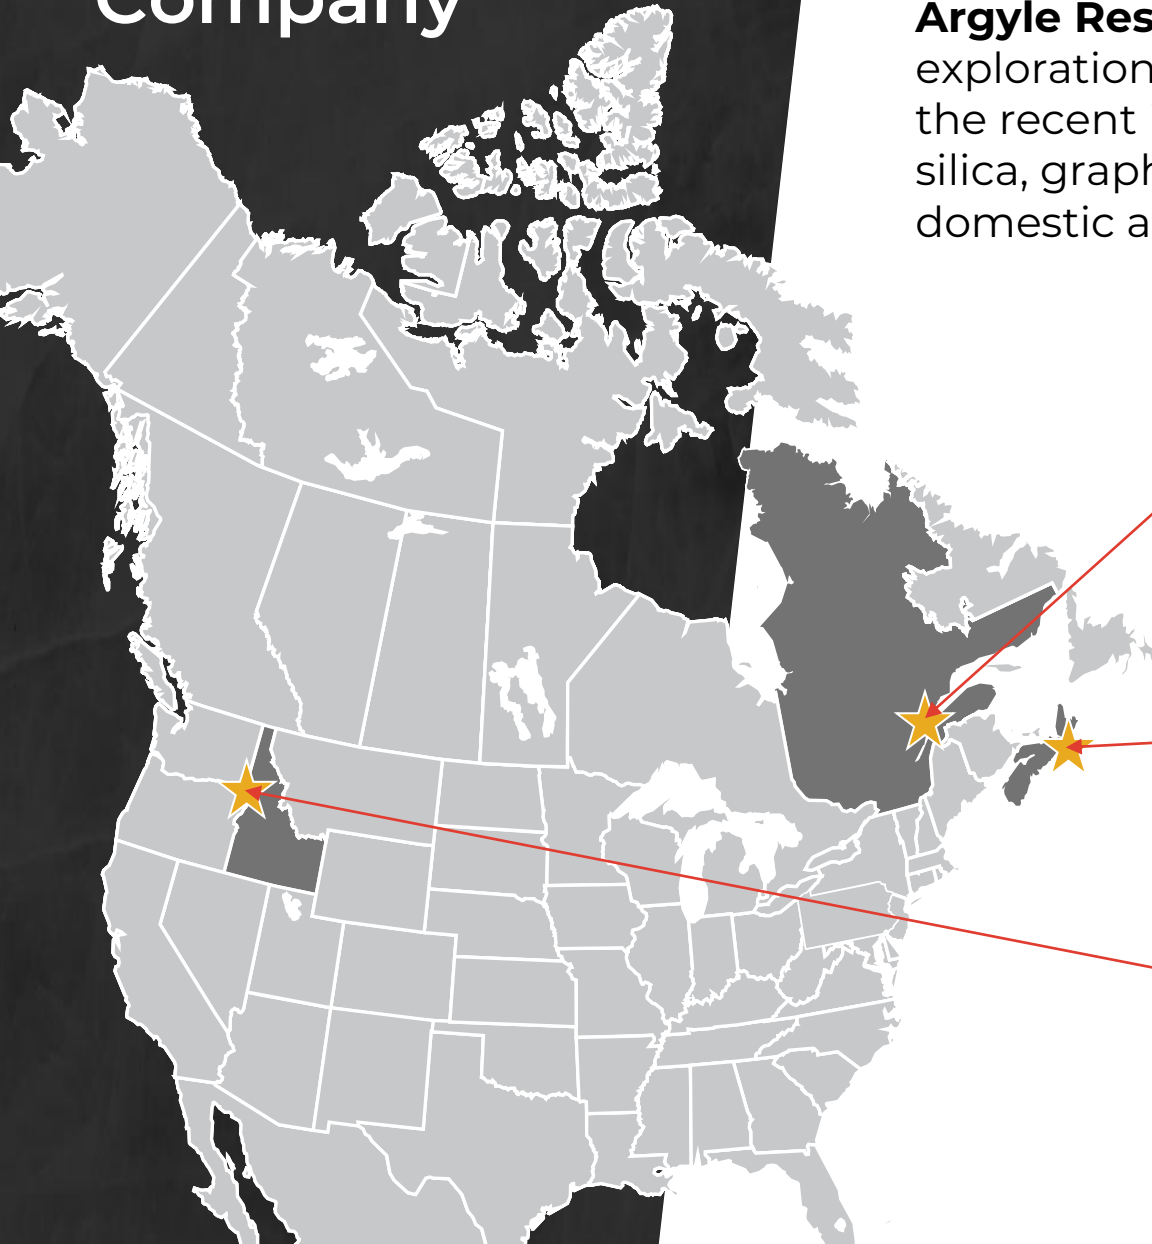 Company
Argyle Res
exploration
the recent
silica, graph
domestic a